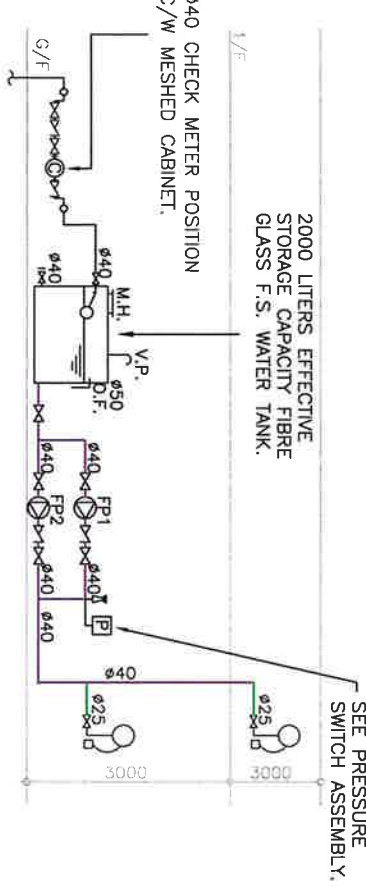 Ø40 CHECK METER POSITION
C/W MESHED CABINET.
2000 LITERS EFFECTIVE
STORAGE CAPACITY FIBRE
GLASS F.S. WATER TANK.
SEE PRESSURE
SWITCH ASSEMBLY.
1/F
G/F
C
Ø40
Ø40
M.H.
V.P.
Ø50
O.F.
Ø40
Ø40
FP1
FP2
Ø40
Ø40
P
Ø40
Ø40
Ø25
Ø25
3000
3000